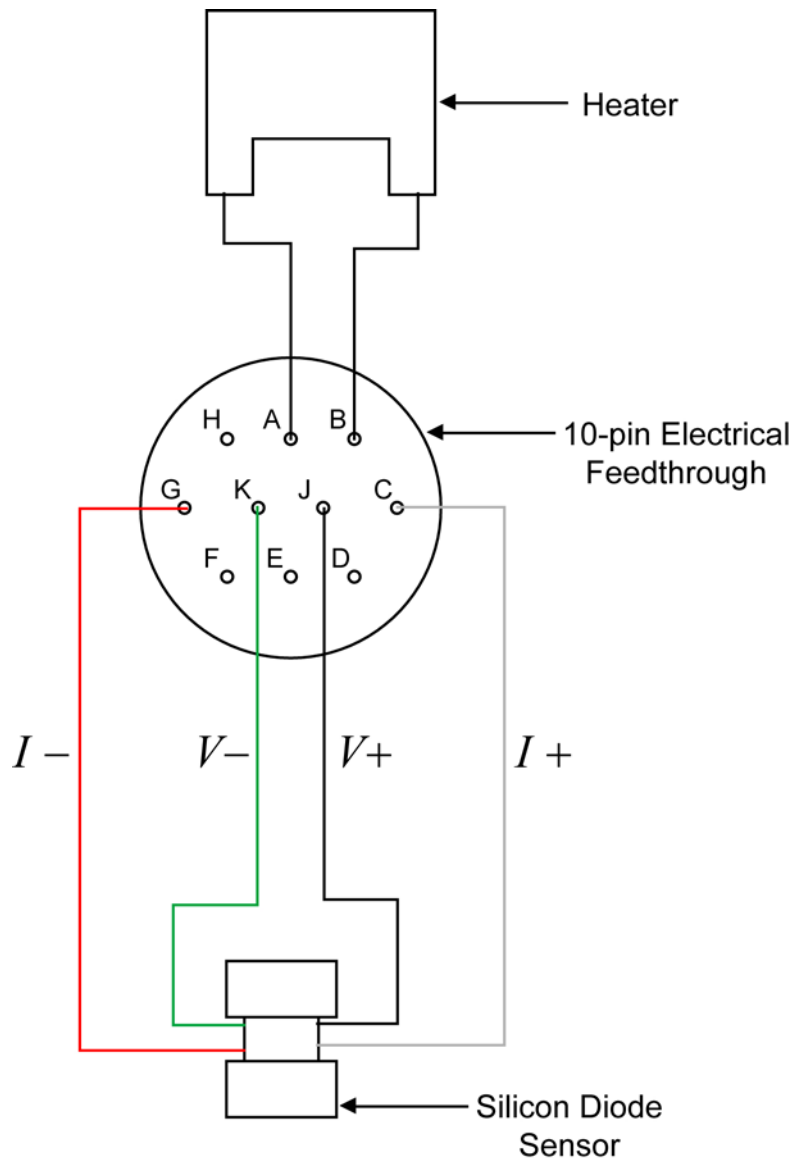 Heater
H A B
10-pin Electrical
Feedthrough
G K J C
F E D
I − V− V+ I +
Silicon Diode
Sensor